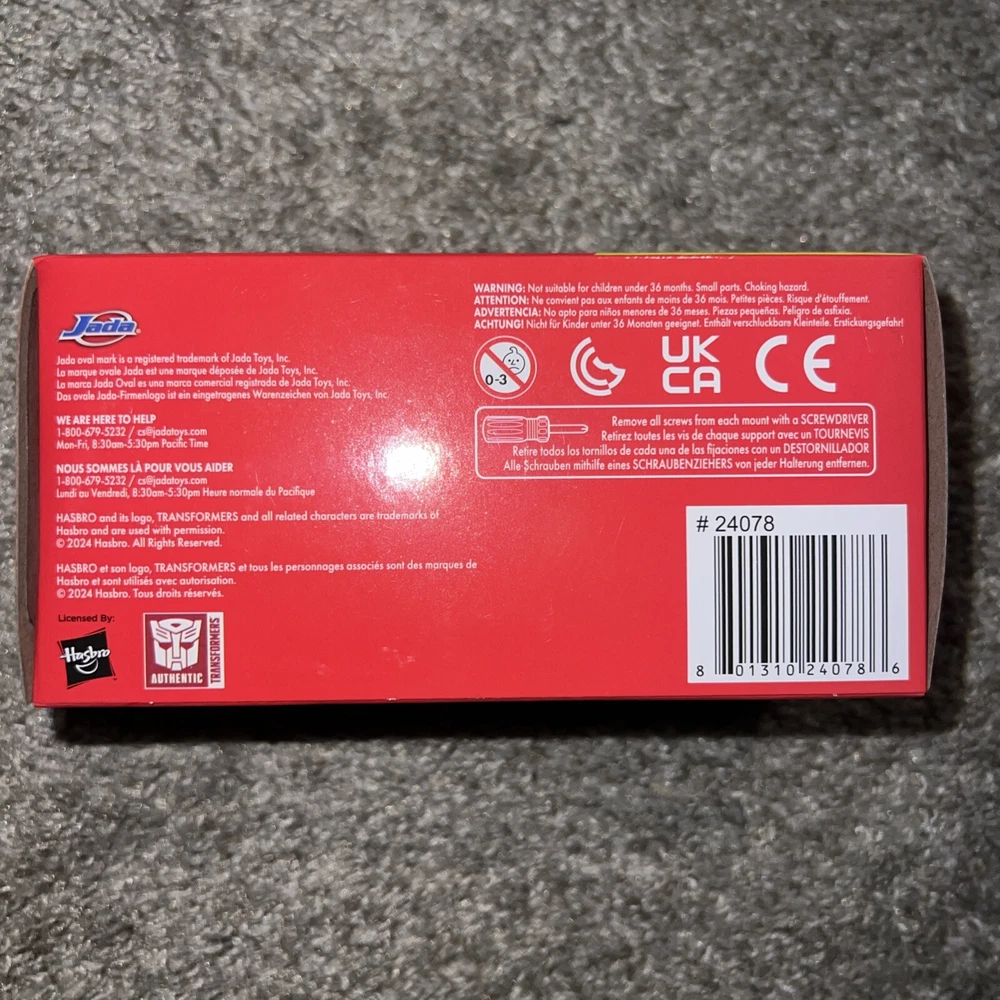 Jada
Jada oval mark is a registered trademark of Jada Toys, Inc.
La marque ovale Jada est une marque déposée de Jada Toys, Inc.
La marca Jada Oval es una marca comercial registrada de Jada Toys, Inc.
Das ovale Jada-Firmenlogo ist ein eingetragenes Warenzeichen von Jada Toys, Inc.
WE ARE HERE TO HELP
1-800-679-5232 / cs@jadatoys.com
Mon-Fri, 8:30am-5:30pm Pacific Time
NOUS SOMMES LÀ POUR VOUS AIDER
1-800-679-5232 / cs@jadatoys.com
Lundi au Vendredi, 8:30am-5:30pm Heure normale du Pacifique
HASBRO and its logo, TRANSFORMERS and all related characters are trademarks of
Hasbro and are used with permission.
© 2024 Hasbro. All Rights Reserved.
HASBRO et son logo, TRANSFORMERS et tous les personnages associés sont des marques de
Hasbro et sont utilisés avec autorisation.
© 2024 Hasbro. Tous droits réservés.
Licensed By:
Hasbro
AUTHENTIC
TRANSFORMERS
WARNING: Not suitable for children under 36 months. Small parts. Choking hazard.
ATTENTION: Ne convient pas aux enfants de moins de 36 mois. Petites pièces. Risque d'étouffement.
ADVERTENCIA: No apto para niños menores de 36 meses. Piezas pequeñas. Peligro de asfixia.
ACHTUNG! Nicht für Kinder unter 36 Monaten geeignet. Enthält verschluckbare Kleinteile. Erstickungsgefahr!
0-3
UK
CA
CE
Remove all screws from each mount with a SCREWDRIVER
Retirez toutes les vis de chaque support avec un TOURNEVIS
Retire todos los tornillos de cada una de las fijaciones con un DESTORNILLADOR
Alle Schrauben mithilfe eines SCHRAUBENZIEHERS von jeder Halterung entfernen.
# 24078
8 01310 24078 6